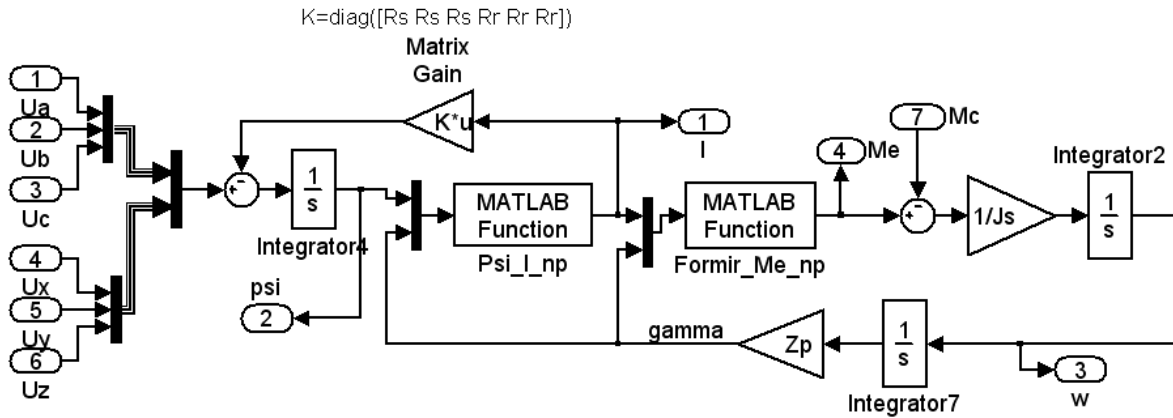 K=diag([Rs Rs Rs Rr Rr Rr])
Matrix
Gain
1
Ua
2
Ub
3
Uc
4
Ux
5
Uy
6
Uz
K*u
1
I
7
Mc
4
Me
Integrator2
1
s
Integrator4
MATLAB
Function
Psi_I_np
MATLAB
Function
Formir_Me_np
1/Js
1
s
psi
2
gamma
Zp
1
s
Integrator7
3
w